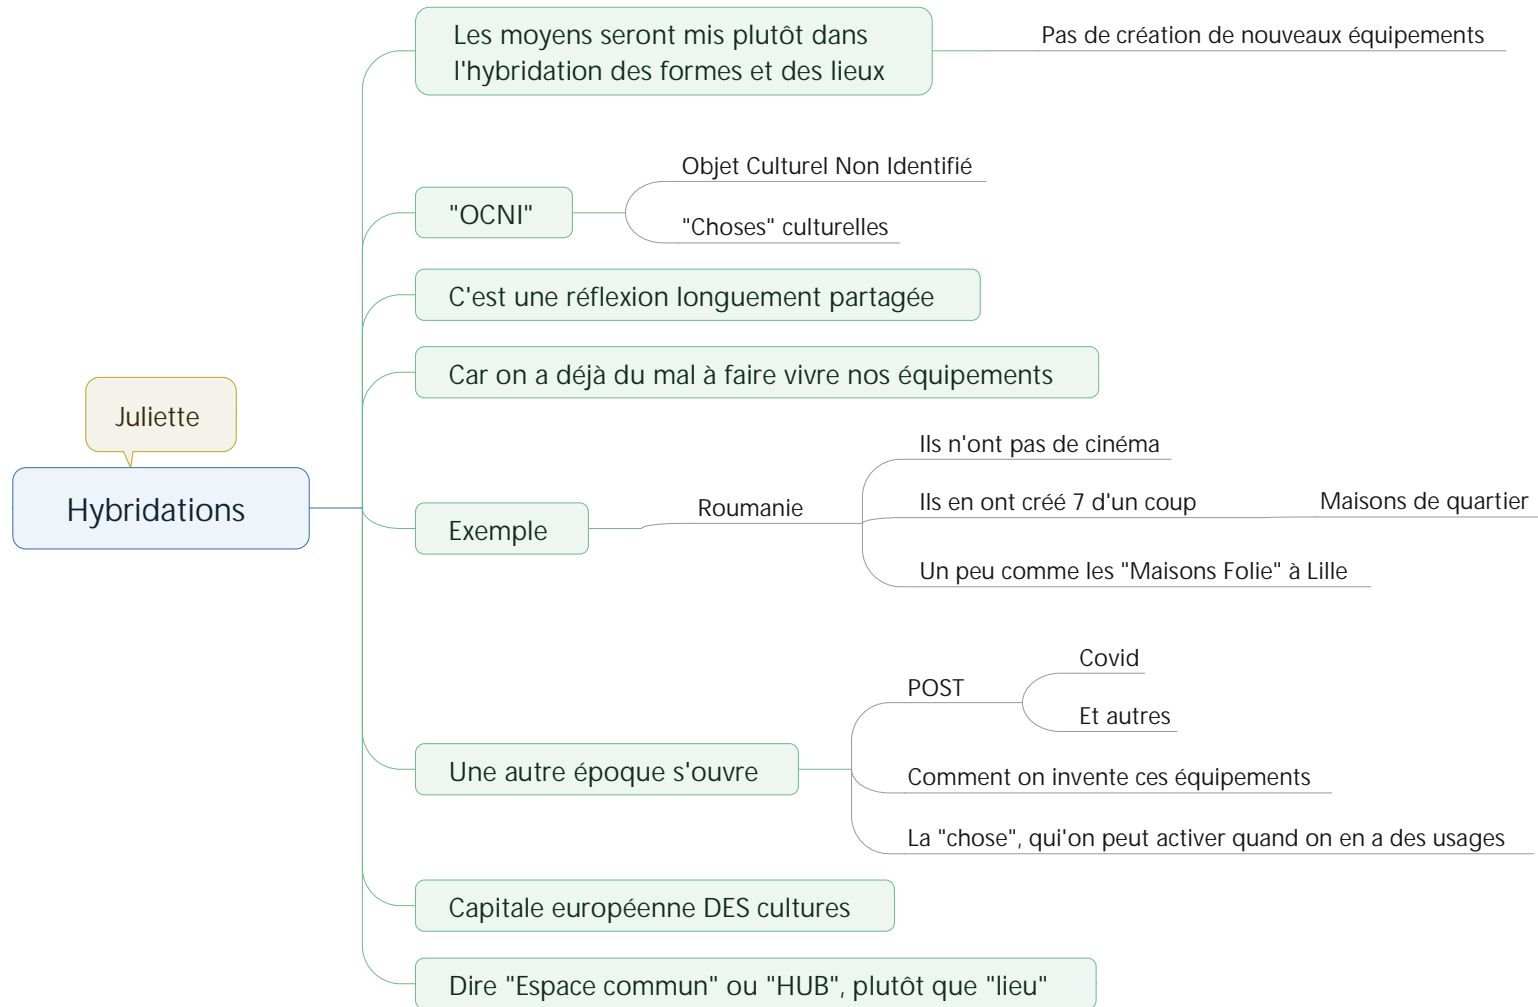 Juliette
Hybridations
Les moyens seront mis plutôt dans
l'hybridation des formes et des lieux
Pas de création de nouveaux équipements
"OCNI"
Objet Culturel Non Identifié
"Choses" culturelles
C'est une réflexion longuement partagée
Car on a déjà du mal à faire vivre nos équipements
Exemple
Roumanie
Ils n'ont pas de cinéma
Ils en ont créé 7 d'un coup
Maisons de quartier
Un peu comme les "Maisons Folie" à Lille
Une autre époque s'ouvre
POST
Covid
Et autres
Comment on invente ces équipements
La "chose", qui'on peut activer quand on en a des usages
Capitale européenne DES cultures
Dire "Espace commun" ou "HUB", plutôt que "lieu"